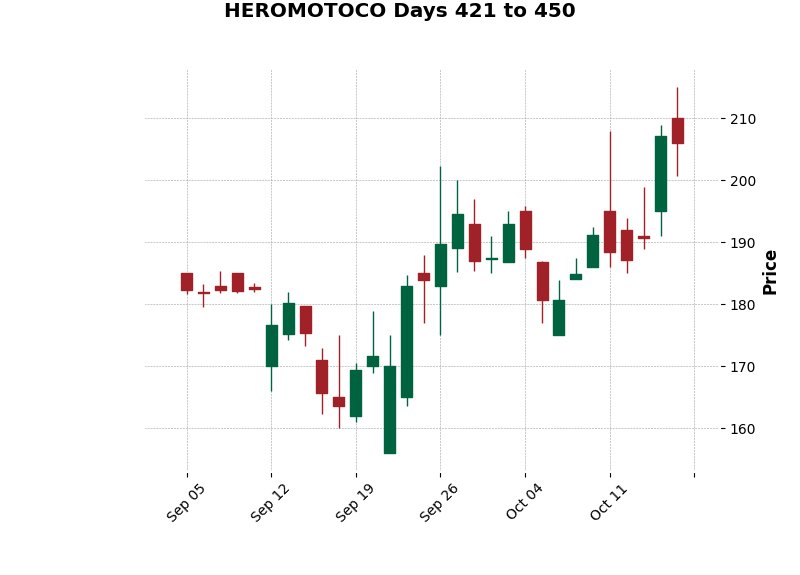 HEROMOTOCO Days 421 to 450
210
200
190
180
170
160
Price
Sep 05
Sep 12
Sep 19
Sep 26
Oct 04
Oct 11